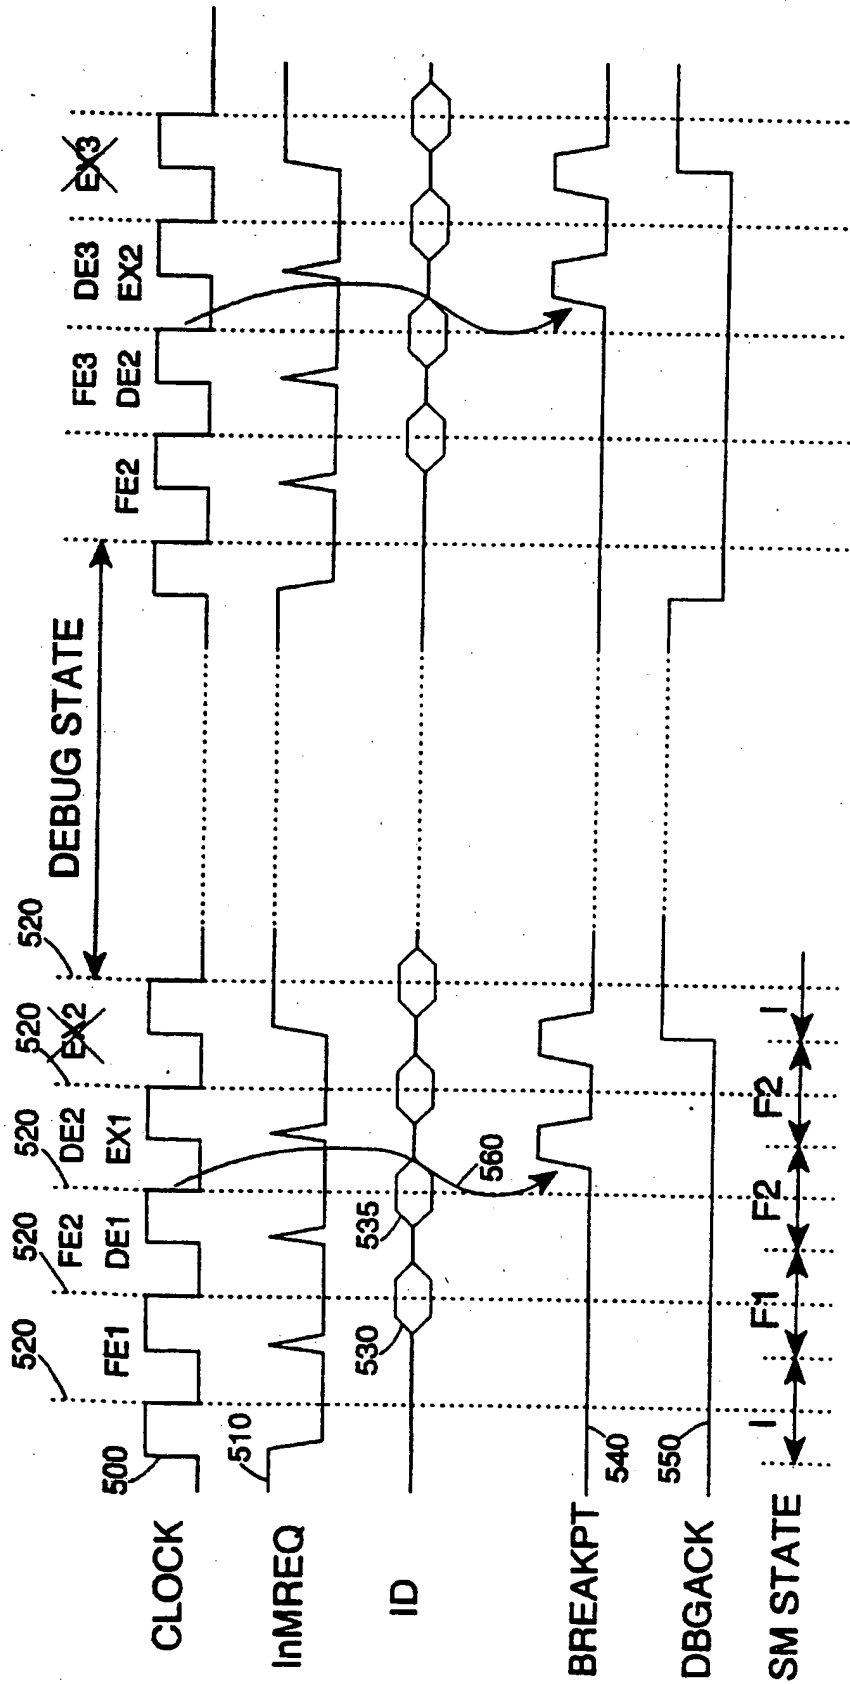 520 520 520 520 520
DEBUG STATE
FE2 DE2 EX2 FE3 DE3 EX3
FE1 DE1 EX1 FE2 DE2 EX2
CLOCK 500
InMREQ 510
ID 530 535 560
BREAKPT 540
DBGACK 550
SM STATE I F1 F2 F2 I